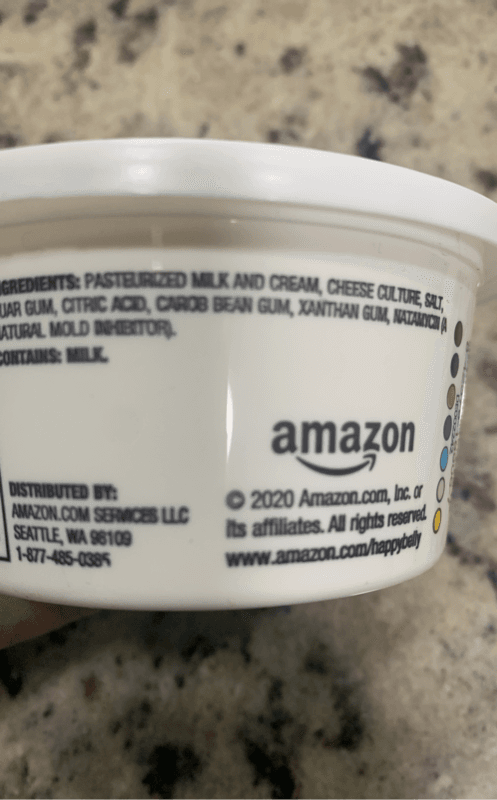 GREDIENTS: PASTEURIZED MILK AND CREAM, CHEESE CULTURE, SALT,
UAR GUM, CITRIC ACID, CAROB BEAN GUM, XANTHAN GUM, NATAMYCIN (A
ATURAL MOLD INHIBITOR).
CONTAINS: MILK.
DISTRIBUTED BY:
AMAZON.COM SERVICES LLC
SEATTLE, WA 98109
1-877-485-0385
amazon
© 2020 Amazon.com, Inc. or
its affiliates. All rights reserved.
www.amazon.com/happybelly